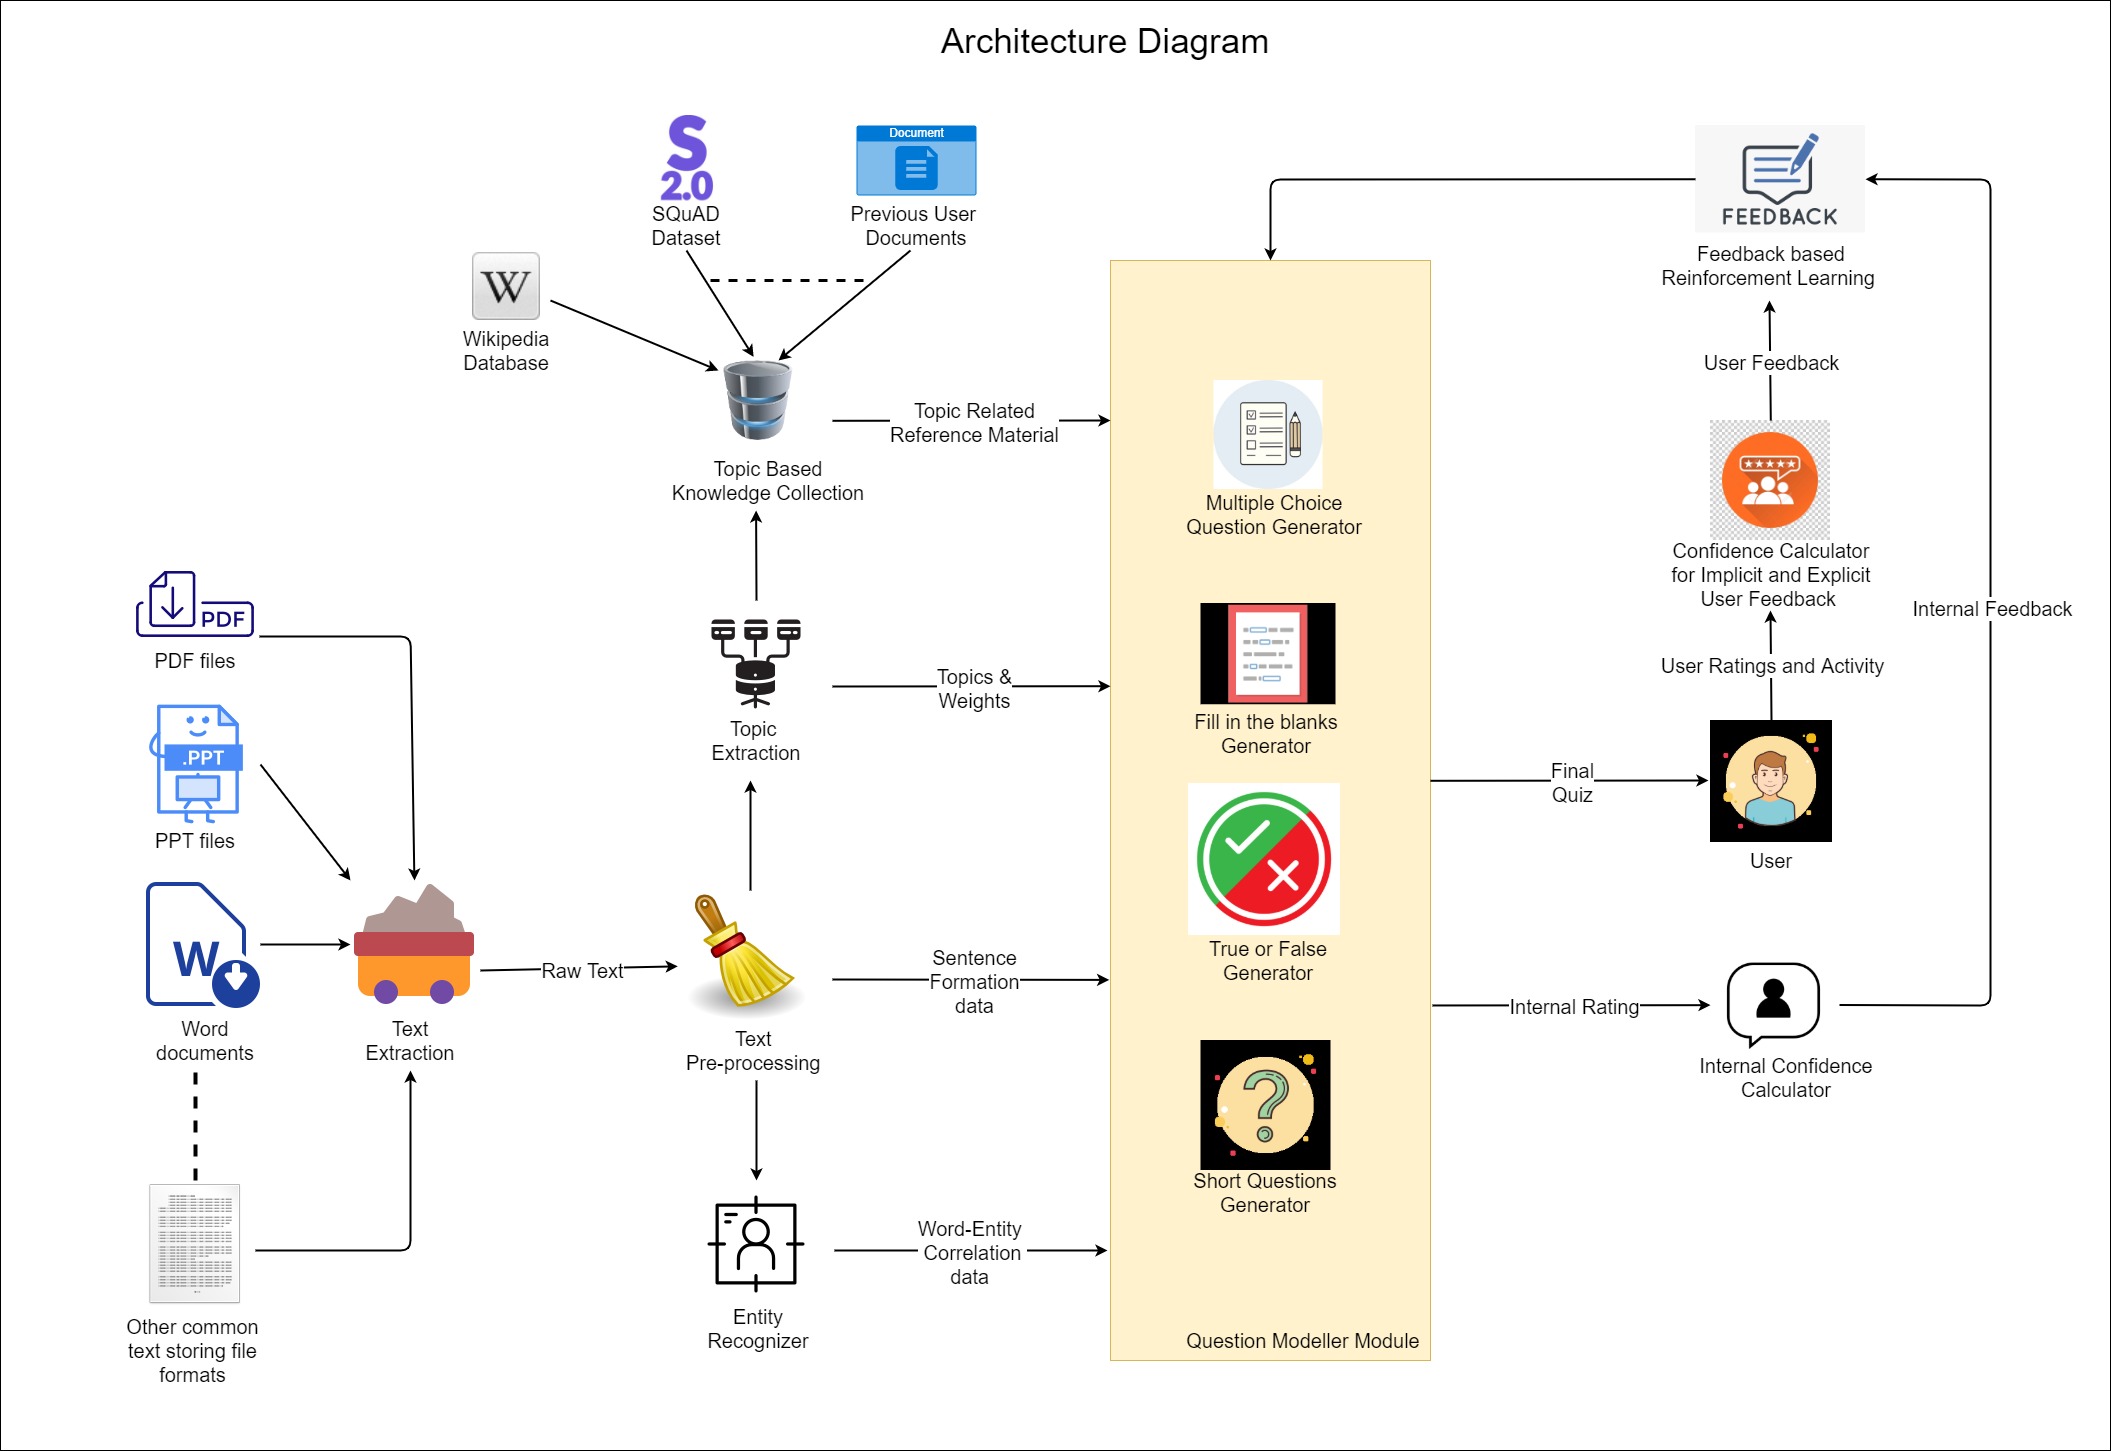 Architecture Diagram
S
2.0
SQuAD
Dataset
Document
Previous User
Documents
W
Wikipedia
Database
Topic Based
Knowledge Collection
Topic Related
Reference Material
FEEDBACK
Feedback based
Reinforcement Learning
User Feedback
Confidence Calculator
for Implicit and Explicit
User Feedback
Internal Feedback
User Ratings and Activity
User
Final
Quiz
Internal Rating
Internal Confidence
Calculator
Multiple Choice
Question Generator
Fill in the blanks
Generator
True or False
Generator
?
Short Questions
Generator
Question Modeller Module
PDF
PDF files
.PPT
PPT files
W
Word
documents
Other common
text storing file
formats
Text
Extraction
Raw Text
Text
Pre-processing
Topic
Extraction
Topics &
Weights
Sentence
Formation
data
Entity
Recognizer
Word-Entity
Correlation
data